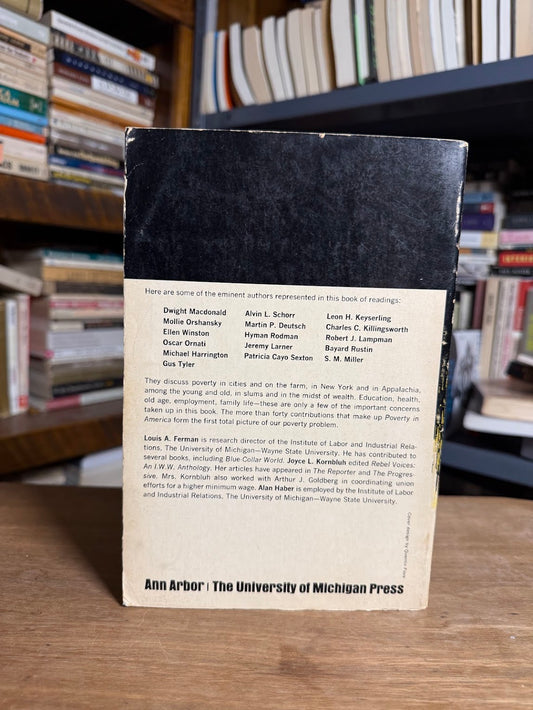 Here are some of the eminent authors represented in this book of readings:
Dwight Macdonald
Mollie Orshansky
Ellen Winston
Oscar Ornati
Michael Harrington
Gus Tyler
Alvin L. Schorr
Martin P. Deutsch
Hyman Rodman
Jeremy Larner
Patricia Cayo Sexton
Leon H. Keyserling
Charles C. Killingsworth
Robert J. Lampman
Bayard Rustin
S. M. Miller
They discuss poverty in cities and on the farm, in New York and in Appalachia,
among the young and old, in slums and in the midst of wealth. Education, health,
old age, employment, family life—these are only a few of the important concerns
taken up in this book. The more than forty contributions that make up Poverty in
America form the first total picture of our poverty problem.
Louis A. Ferman is research director of the Institute of Labor and Industrial Rela-
tions, The University of Michigan—Wayne State University. He has contributed to
several books, including Blue-Collar World. Joyce L. Kornbluh edited Rebel Voices:
An I.W.W. Anthology. Her articles have appeared in The Reporter and The Progres-
sive. Mrs. Kornbluh also worked with Arthur J. Goldberg in coordinating union
efforts for a higher minimum wage. Alan Haber is employed by the Institute of Labor
and Industrial Relations, The University of Michigan—Wayne State University.
Cover design by
Ann Arbor | The University of Michigan Press